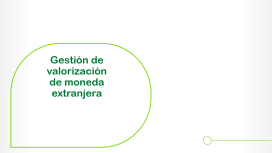 Gestión de
valorización
de moneda
extranjera